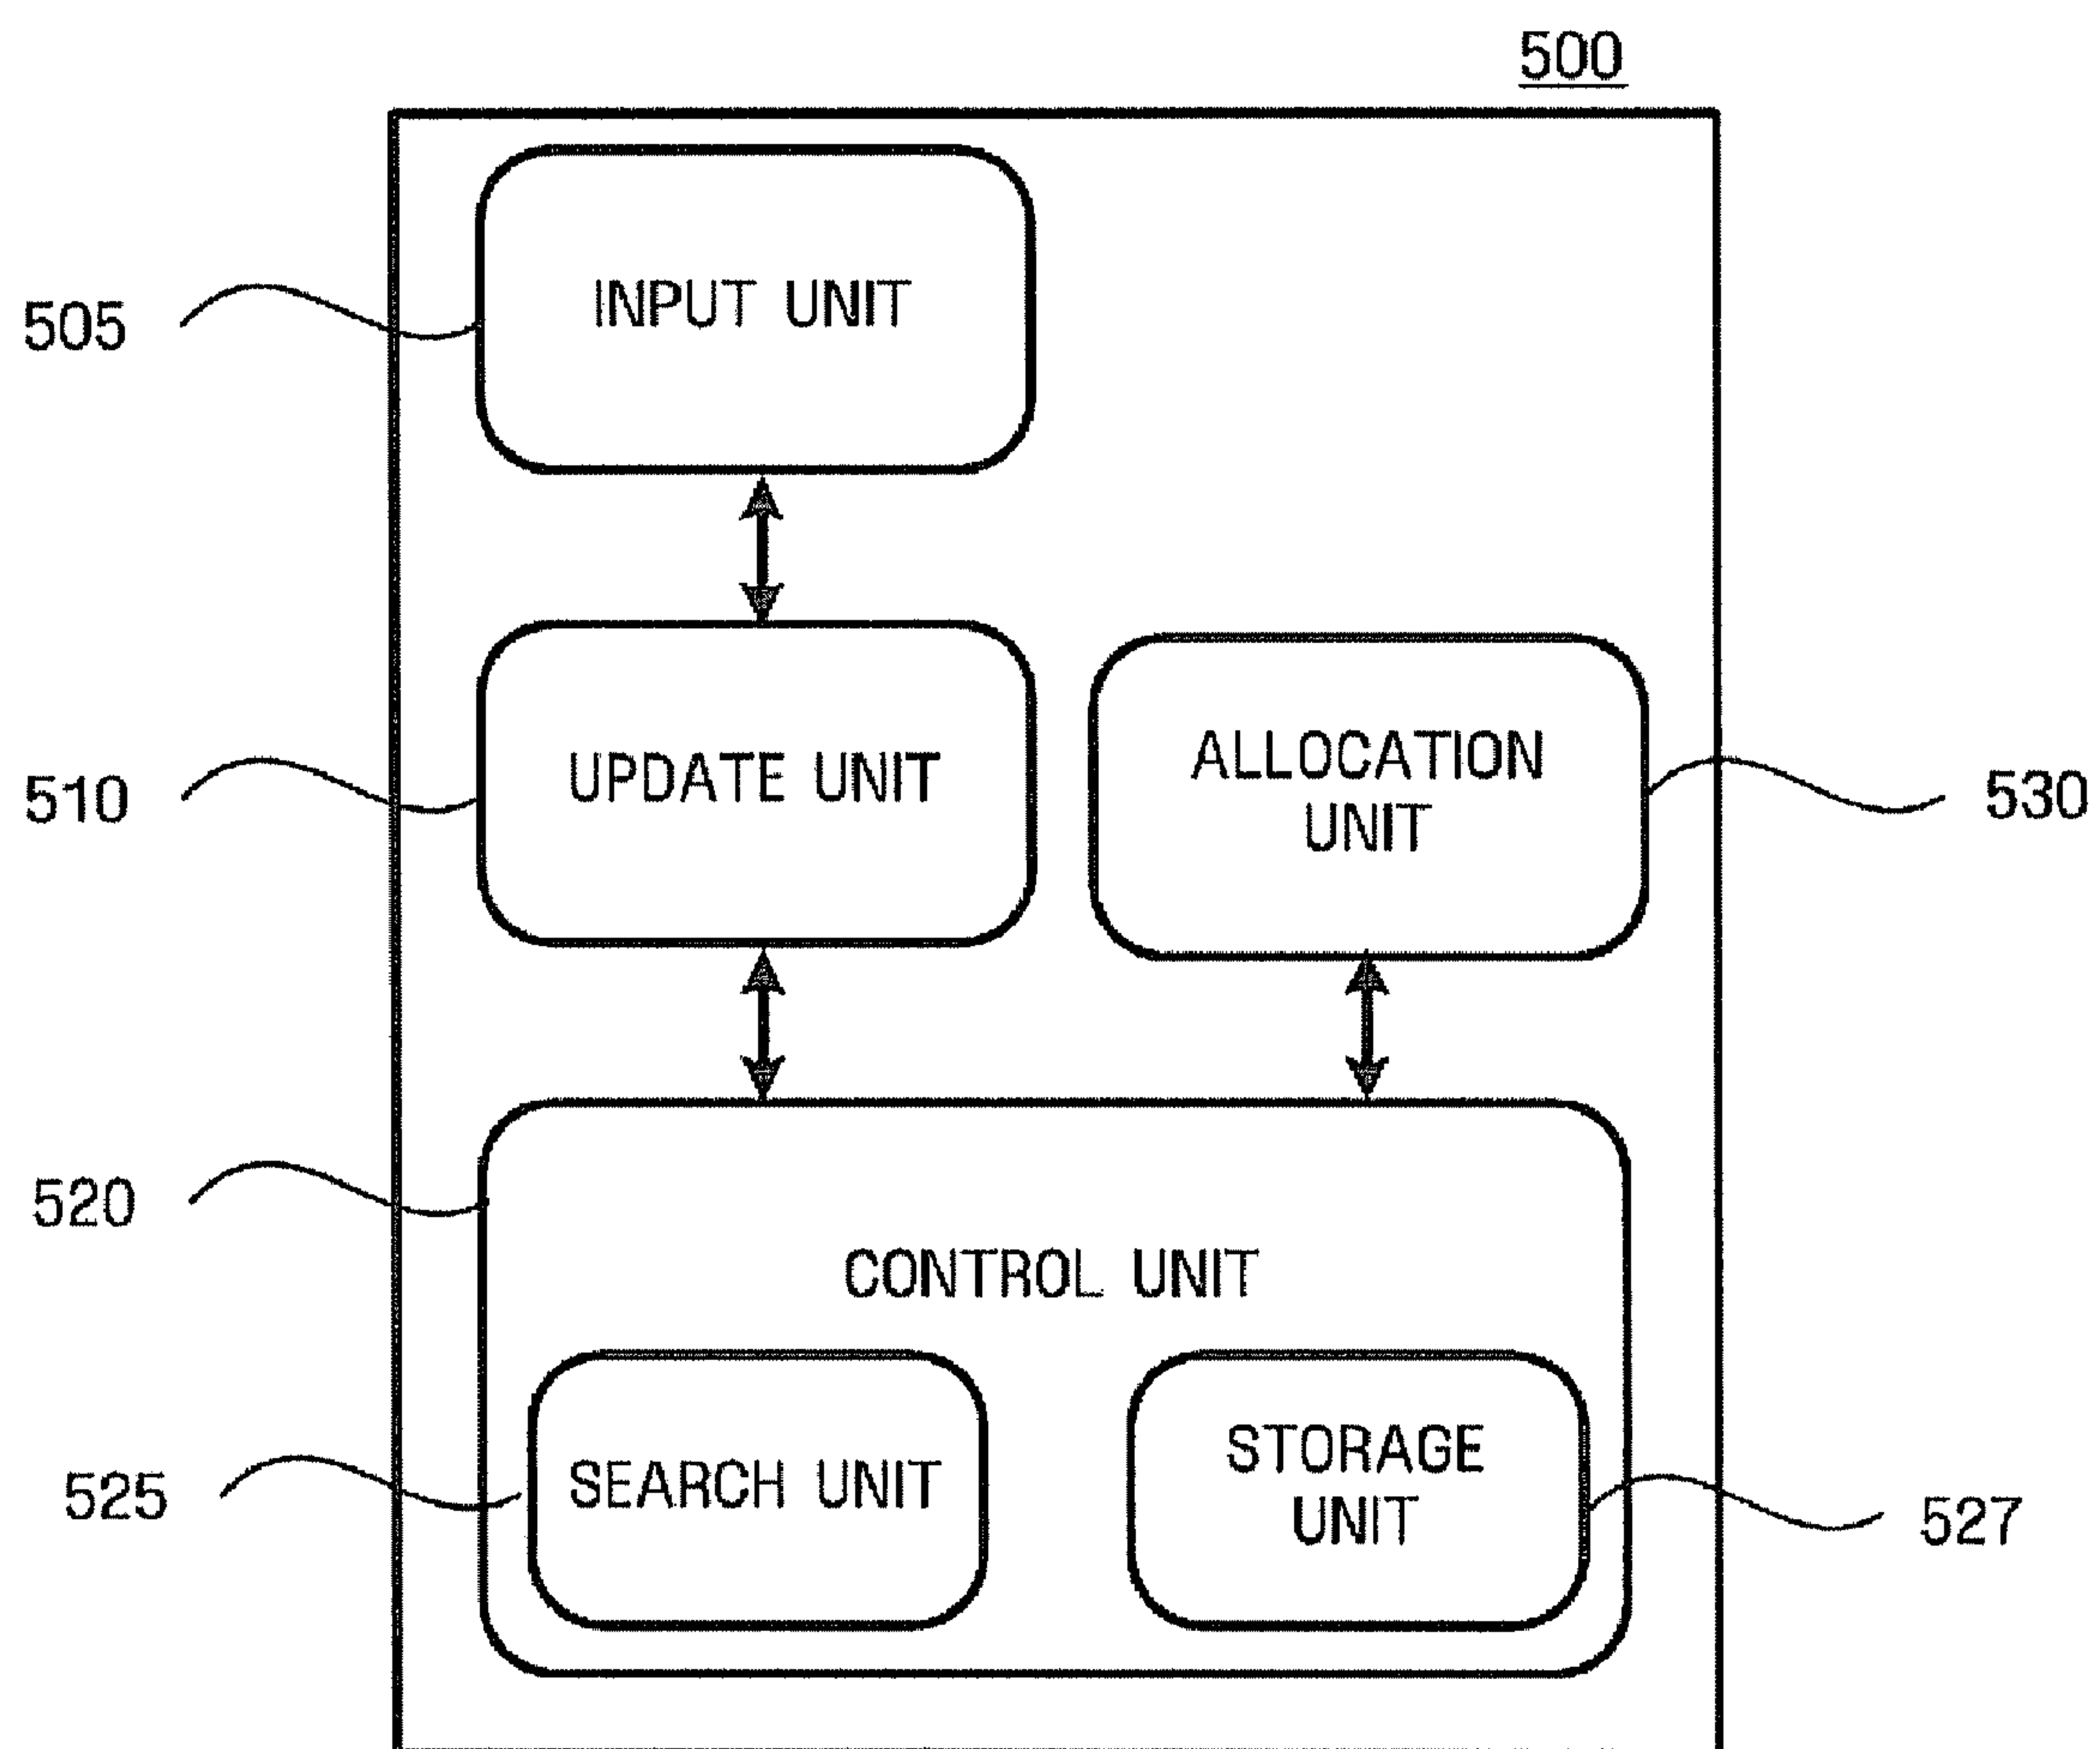 500
INPUT UNIT
505
UPDATE UNIT
510
ALLOCATION
UNIT
530
520
CONTROL UNIT
525
SEARCH UNIT
STORAGE
UNIT
527